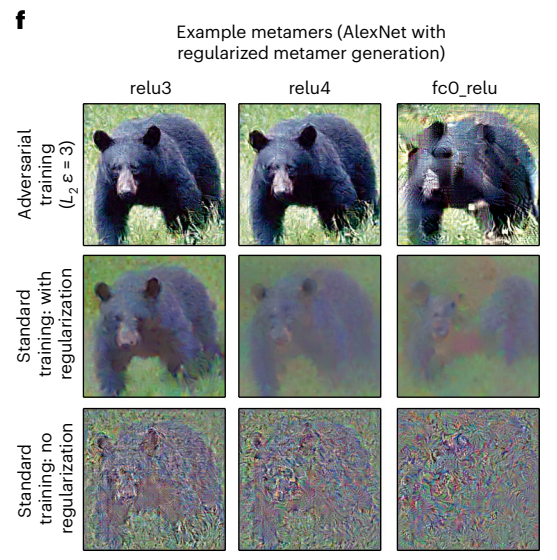 f
Example metamers (AlexNet with
regularized metamer generation)
relu3 relu4 fc0_relu
Adversarial
training
(L2 ε = 3)
Standard
training: with
regularization
Standard
training: no
regularization